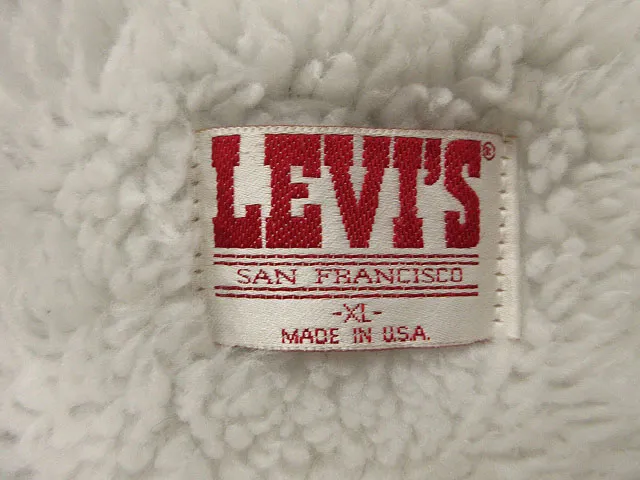 LEVI'S®
SAN FRANCISCO
-XL-
MADE IN U.S.A.